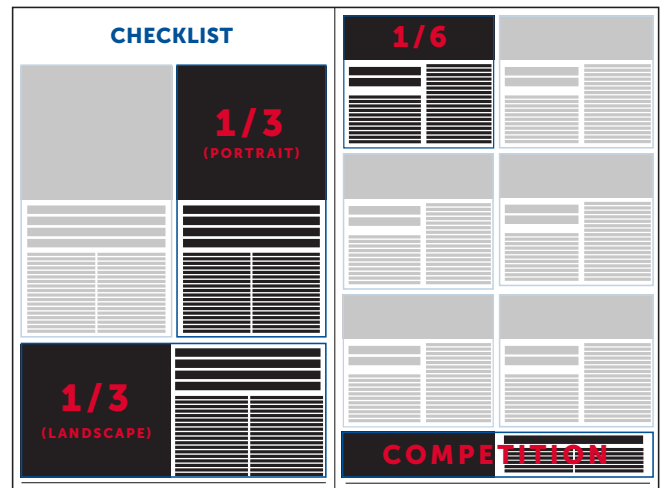 CHECKLIST
1/3
(PORTRAIT)
1/3
(LANDSCAPE)
1/6
COMPETITION